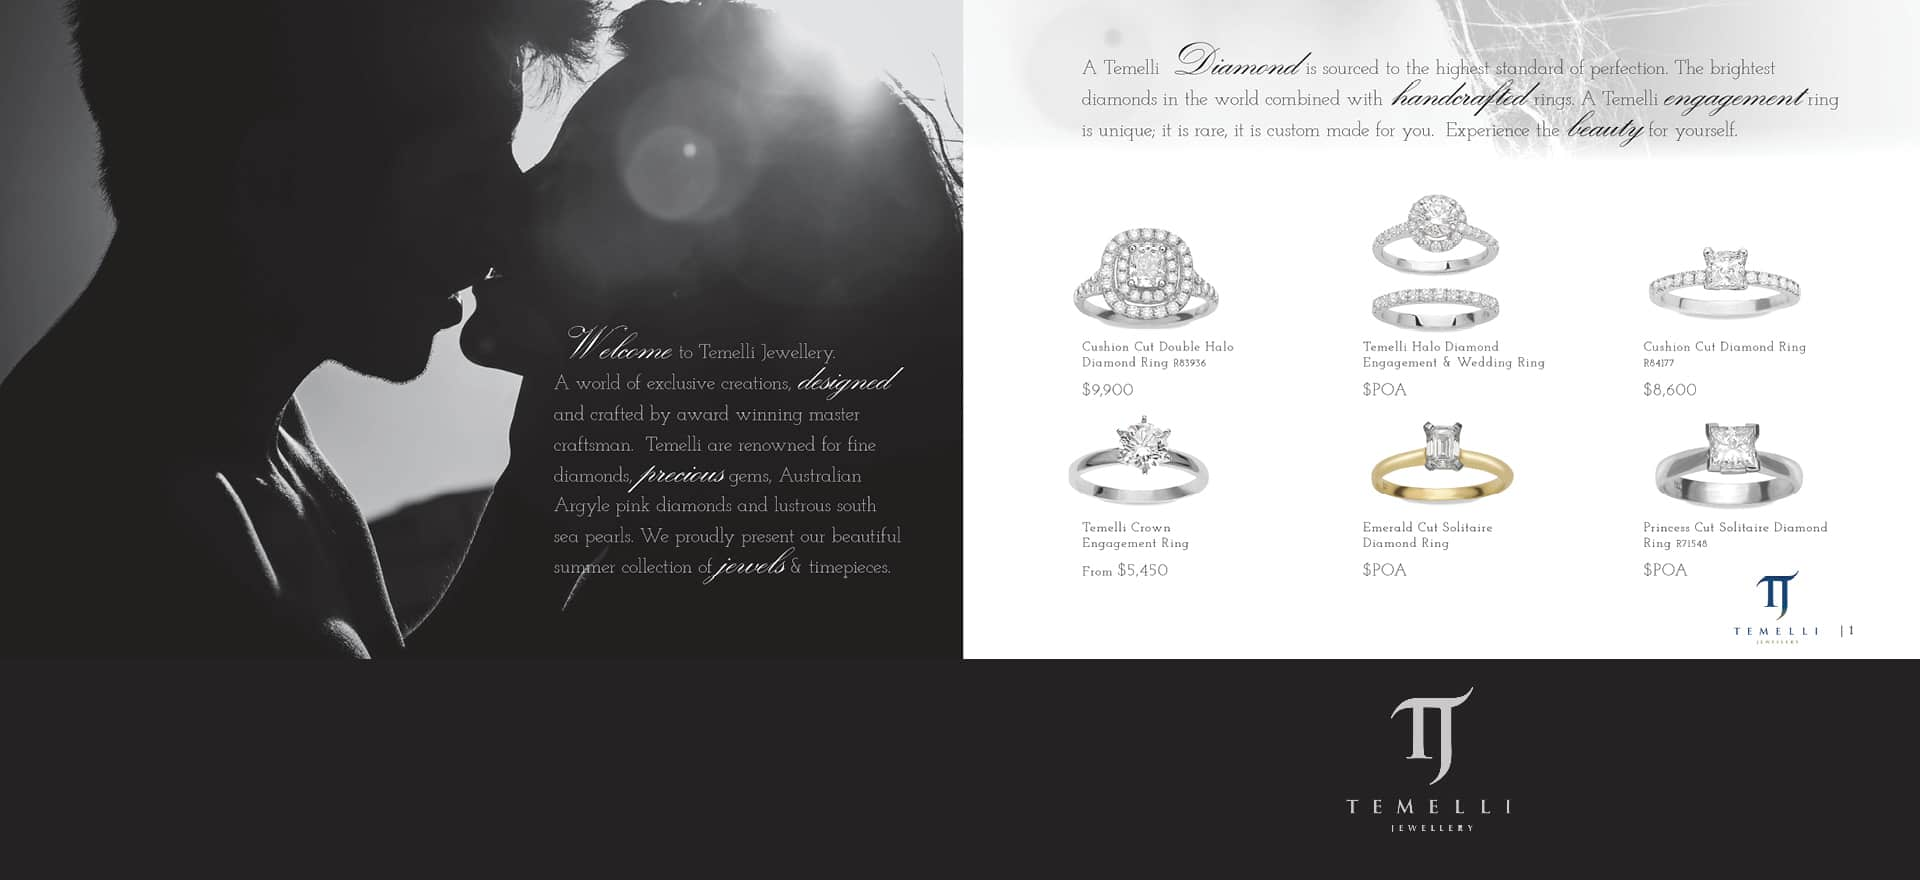 Welcome to Temelli Jewellery.
A world of exclusive creations, designed
and crafted by award winning master
craftsman. Temelli are renowned for fine
diamonds, precious gems, Australian
Argyle pink diamonds and lustrous south
sea pearls. We proudly present our beautiful
summer collection of jewels & timepieces.
A Temelli Diamond is sourced to the highest standard of perfection. The brightest
diamonds in the world combined with handcrafted rings. A Temelli engagement ring
is unique; it is rare, it is custom made for you. Experience the beauty for yourself.
Cushion Cut Double Halo
Diamond Ring R83936
$9,900
Temelli Halo Diamond
Engagement & Wedding Ring
$POA
Cushion Cut Diamond Ring
R84177
$8,600
Temelli Crown
Engagement Ring
From $5,450
Emerald Cut Solitaire
Diamond Ring
$POA
Princess Cut Solitaire Diamond
Ring R71548
$POA
TJ
TEMELLI
JEWELLERY
| 1
TJ
TEMELLI
JEWELLERY